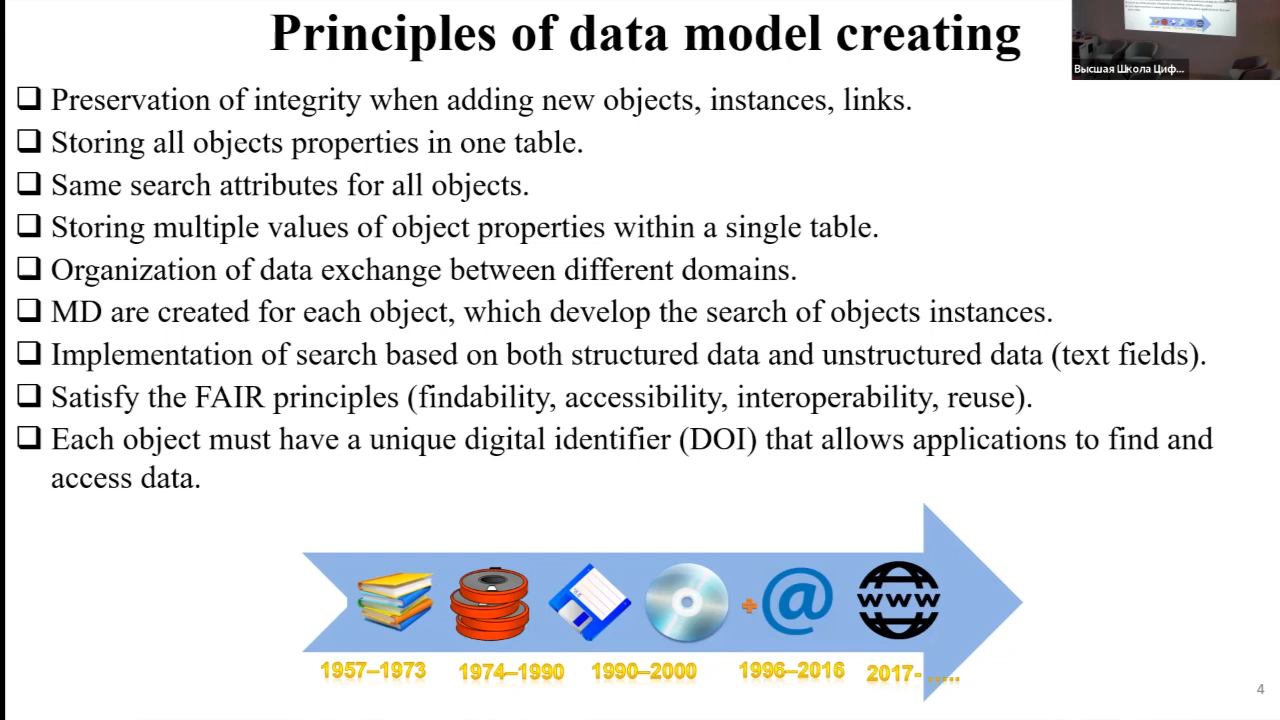 Principles of data model creating
Высшая Школа Циф...
Preservation of integrity when adding new objects, instances, links.
Storing all objects properties in one table.
Same search attributes for all objects.
Storing multiple values of object properties within a single table.
Organization of data exchange between different domains.
MD are created for each object, which develop the search of objects instances.
Implementation of search based on both structured data and unstructured data (text fields).
Satisfy the FAIR principles (findability, accessibility, interoperability, reuse).
Each object must have a unique digital identifier (DOI) that allows applications to find and
access data.
+ @ www
1957–1973 1974–1990 1990–2000 1996–2016 2017- .....
4